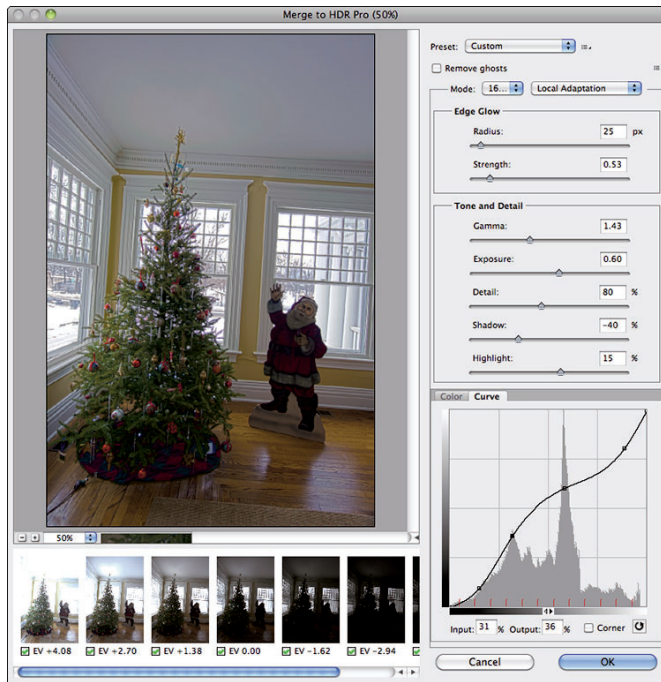 Merge to HDR Pro (50%)
Preset: Custom
Remove ghosts
Mode: 16... Local Adaptation
Edge Glow
Radius: 25 px
Strength: 0.53
Tone and Detail
Gamma: 1.43
Exposure: 0.60
Detail: 80 %
Shadow: -40 %
Highlight: 15 %
Color Curve
50%
EV +4.08 EV +2.70 EV +1.38 EV 0.00 EV -1.62 EV -2.94
Input: 31 % Output: 36 % Corner
Cancel OK